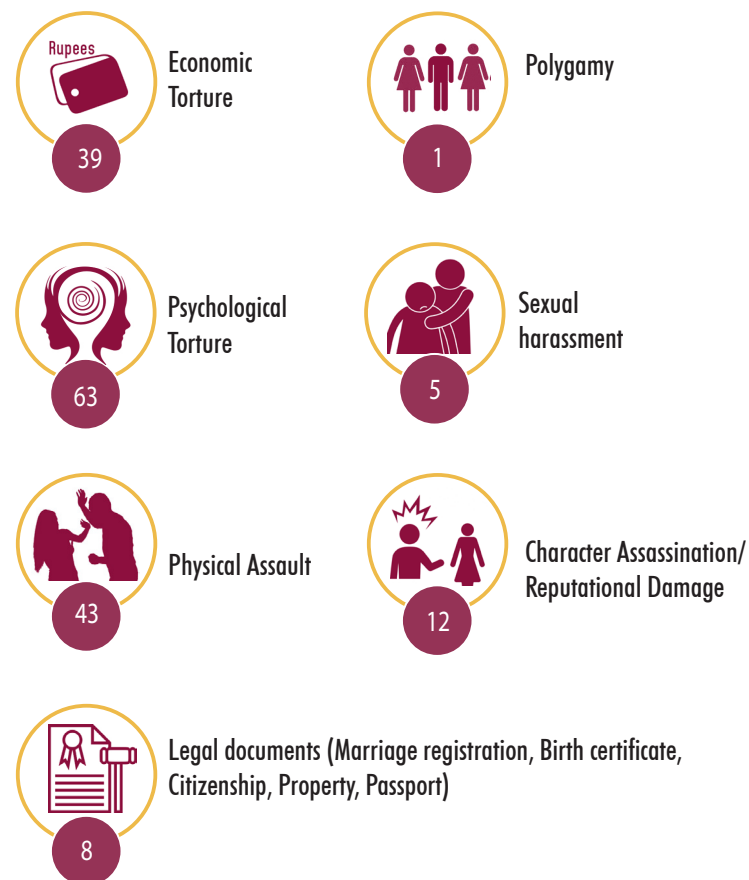 Rupees
Economic
Torture
39
Polygamy
1
Psychological
Torture
63
Sexual
harassment
5
Physical Assault
43
Character Assassination/
Reputational Damage
12
Legal documents (Marriage registration, Birth certificate,
Citizenship, Property, Passport)
8